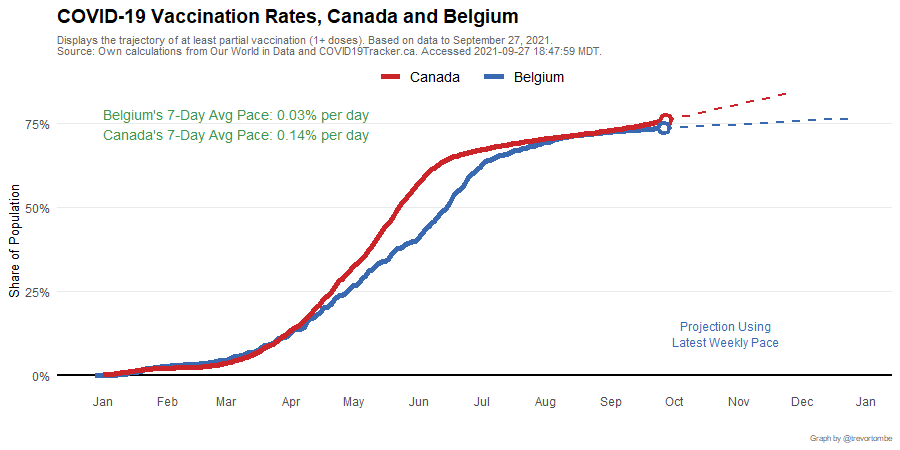 COVID-19 Vaccination Rates, Canada and Belgium
Displays the trajectory of at least partial vaccination (1+ doses). Based on data to September 27, 2021.
Source: Own calculations from Our World in Data and COVID19Tracker.ca. Accessed 2021-09-27 18:47:59 MDT.
Canada Belgium
Belgium's 7-Day Avg Pace: 0.03% per day
Canada's 7-Day Avg Pace: 0.14% per day
75%
50%
25%
0%
Share of Population
Projection Using
Latest Weekly Pace
Jan Feb Mar Apr May Jun Jul Aug Sep Oct Nov Dec Jan
Graph by @trevortombe